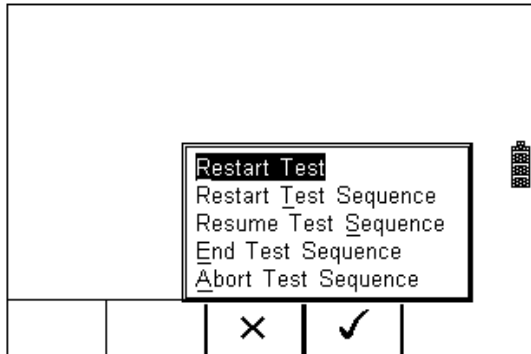 Restart Test
Restart Test Sequence
Resume Test Sequence
End Test Sequence
Abort Test Sequence